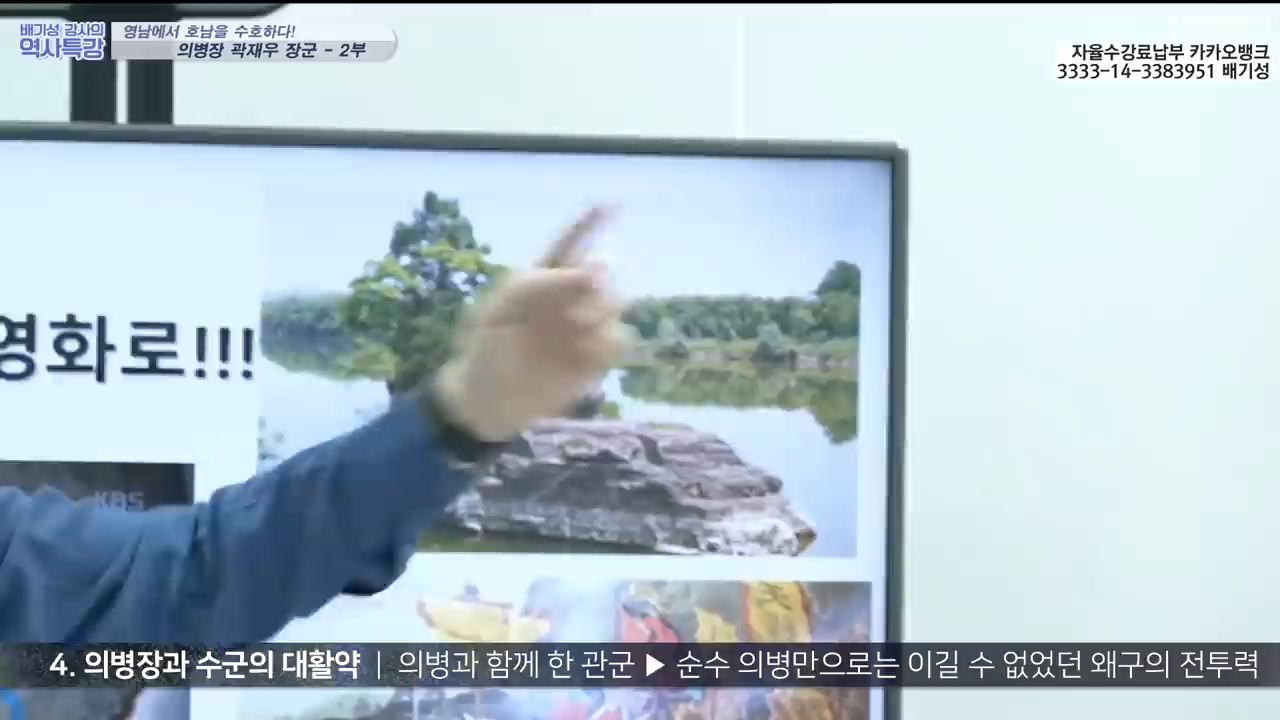 배기성 강사의
역사특강
영남에서 호남을 수호하다!
의병장 곽재우 장군 - 2부
자율수강료납부 카카오뱅크
3333-14-3383951 배기성
영화로!!!
KBS
4. 의병장과 수군의 대활약 | 의병과 함께 한 관군 ▶ 순수 의병만으로는 이길 수 없었던 왜구의 전투력